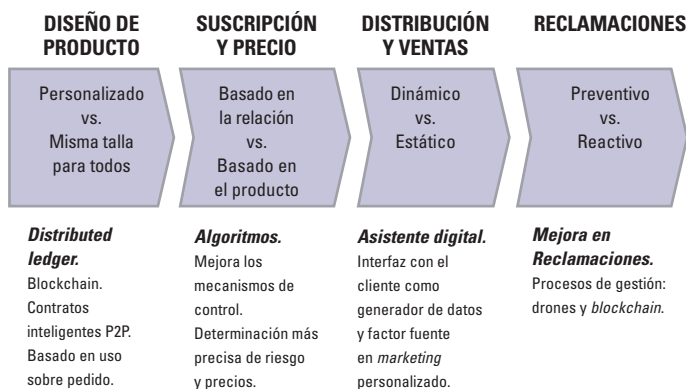 DISEÑO DE
PRODUCTO
SUSCRIPCIÓN
Y PRECIO
DISTRIBUCIÓN
Y VENTAS
RECLAMACIONES
Personalizado
vs.
Misma talla
para todos
Basado en
la relación
vs.
Basado en
el producto
Dinámico
vs.
Estático
Preventivo
vs.
Reactivo
Distributed
ledger.
Blockchain.
Contratos
inteligentes P2P.
Basado en uso
sobre pedido.
Algoritmos.
Mejora los
mecanismos de
control.
Determinación más
precisa de riesgo
y precios.
Asistente digital.
Interfaz con el
cliente como
generador de datos
y factor fuente
en marketing
personalizado.
Mejora en
Reclamaciones.
Procesos de gestión:
drones y blockchain.